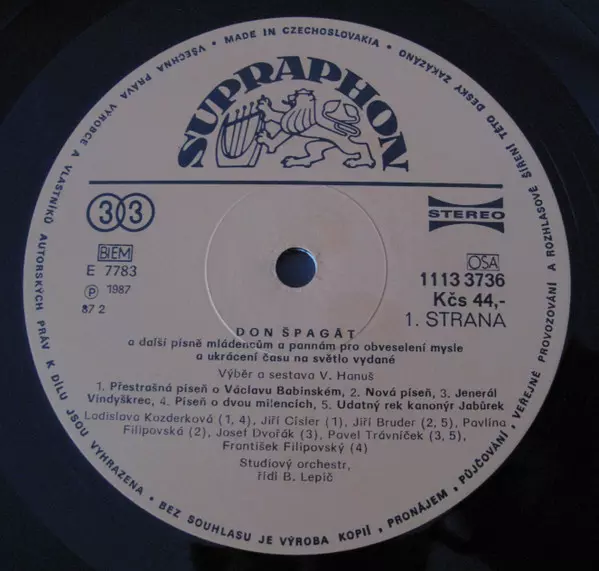 VŠECHNA PRÁVA VÝROBCE A VLASTNÍKŮ AUTORSKÝCH PRÁV K DÍLU JSOU VYHRAZENA • BEZ SOUHLASU JE VÝROBA KOPIÍ, PRONÁJEM, PŮJČOVÁNÍ, VEŘEJNÉ PROVOZOVÁNÍ A ROZHLASOVÉ ŠÍŘENÍ TÉTO DESKY ZAKÁZÁNO • MADE IN CZECHOSLOVAKIA •
SUPRAPHON
33
STEREO
BIEM
OSA
E 7783
1113 3736
Ⓟ 1987
Kčs 44,-
87 2
1. STRANA
DON ŠPAGÁT
a další písně mládencům a pannám pro obveselení mysle
a ukrácení času na světlo vydané
Výběr a sestava V. Hanuš
1. Přestrašná píseň o Václavu Babinském, 2. Nová píseň, 3. Jenerál
Vindyškrec, 4. Píseň o dvou milencích, 5. Udatný rek kanonýr Jabůrek
Ladislava Kozderková (1, 4), Jiří Císler (1), Jiří Bruder (2, 5), Pavlína
Filipovská (2), Josef Dvořák (3), Pavel Trávníček (3, 5),
František Filipovský (4)
Studiový orchestr,
řídí B. Lepič